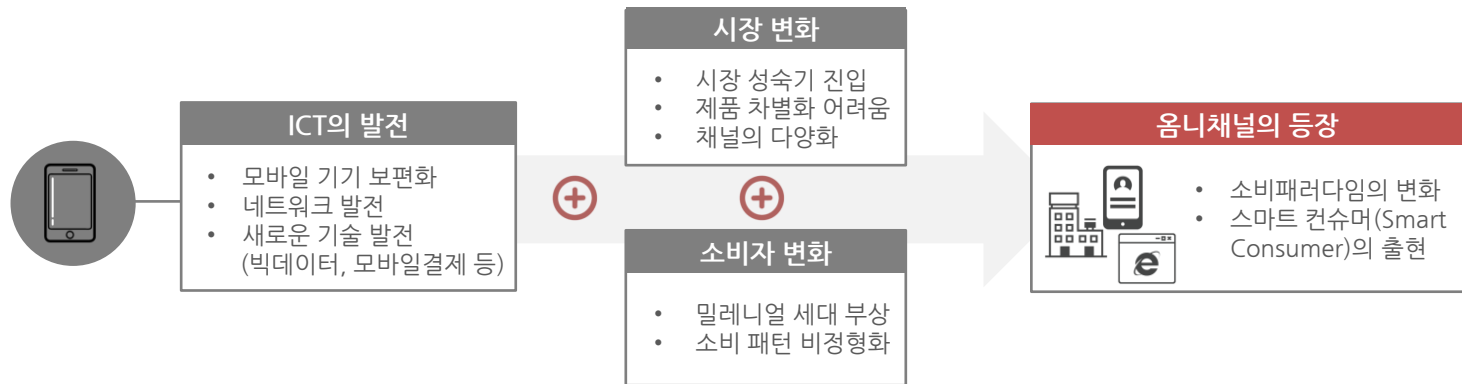 ICT의 발전
• 모바일 기기 보편화
• 네트워크 발전
• 새로운 기술 발전
(빅데이터, 모바일결제 등)
시장 변화
• 시장 성숙기 진입
• 제품 차별화 어려움
• 채널의 다양화
소비자 변화
• 밀레니얼 세대 부상
• 소비 패턴 비정형화
옴니채널의 등장
• 소비패러다임의 변화
• 스마트 컨슈머(Smart
Consumer)의 출현